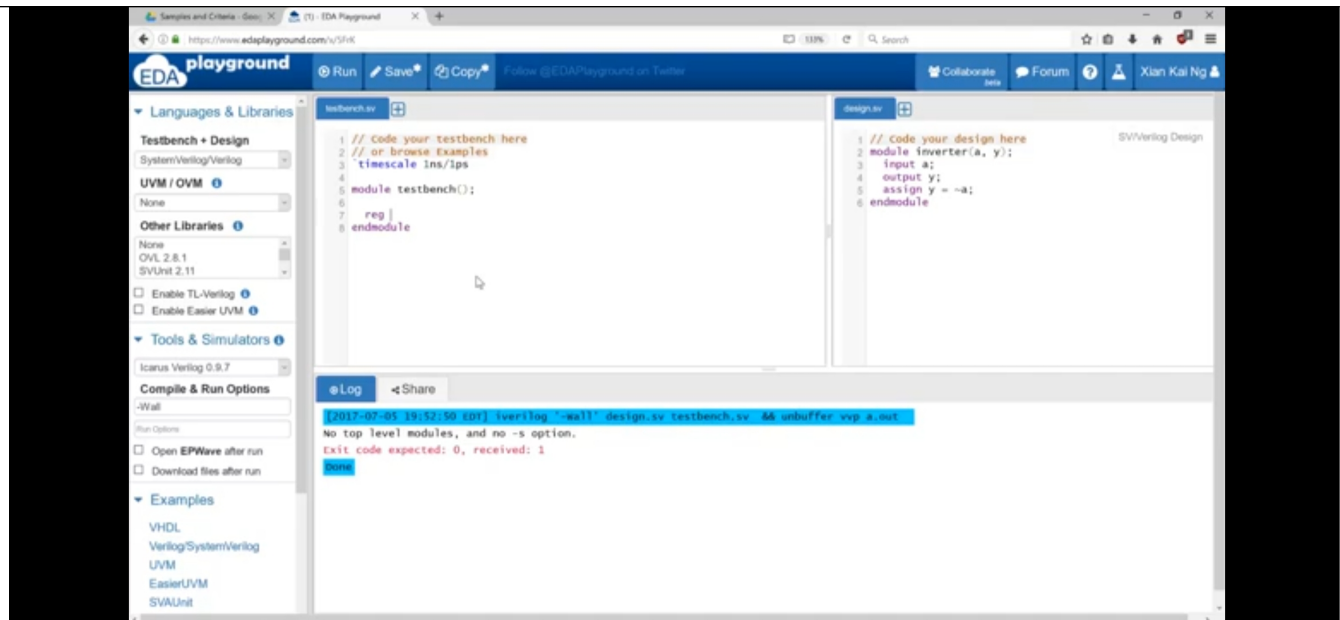 Samples and Criteria - Goog
(1) - EDA Playground
https://www.edaplayground.com/x/5FrK
133%
Search
EDA playground
Run
Save*
Copy*
Follow @EDAPlayground on Twitter
Collaborate beta
Forum
Xian Kai Ng
Languages & Libraries
Testbench + Design
SystemVerilog/Verilog
UVM / OVM
None
Other Libraries
None
OVL 2.8.1
SVUnit 2.11
Enable TL-Verilog
Enable Easier UVM
Tools & Simulators
Icarus Verilog 0.9.7
Compile & Run Options
-Wall
Run Options
Open EPWave after run
Download files after run
Examples
VHDL
Verilog/SystemVerilog
UVM
EasierUVM
SVAUnit
testbench.sv
1 // Code your testbench here
2 // or browse Examples
3 `timescale 1ns/1ps
4
5 module testbench();
6
7 reg
8 endmodule
design.sv
SV/Verilog Design
1 // Code your design here
2 module inverter(a, y);
3 input a;
4 output y;
5 assign y = ~a;
6 endmodule
Log
Share
[2017-07-05 19:52:50 EDT] iverilog '-wall' design.sv testbench.sv && unbuffer vvp a.out
No top level modules, and no -s option.
Exit code expected: 0, received: 1
Done